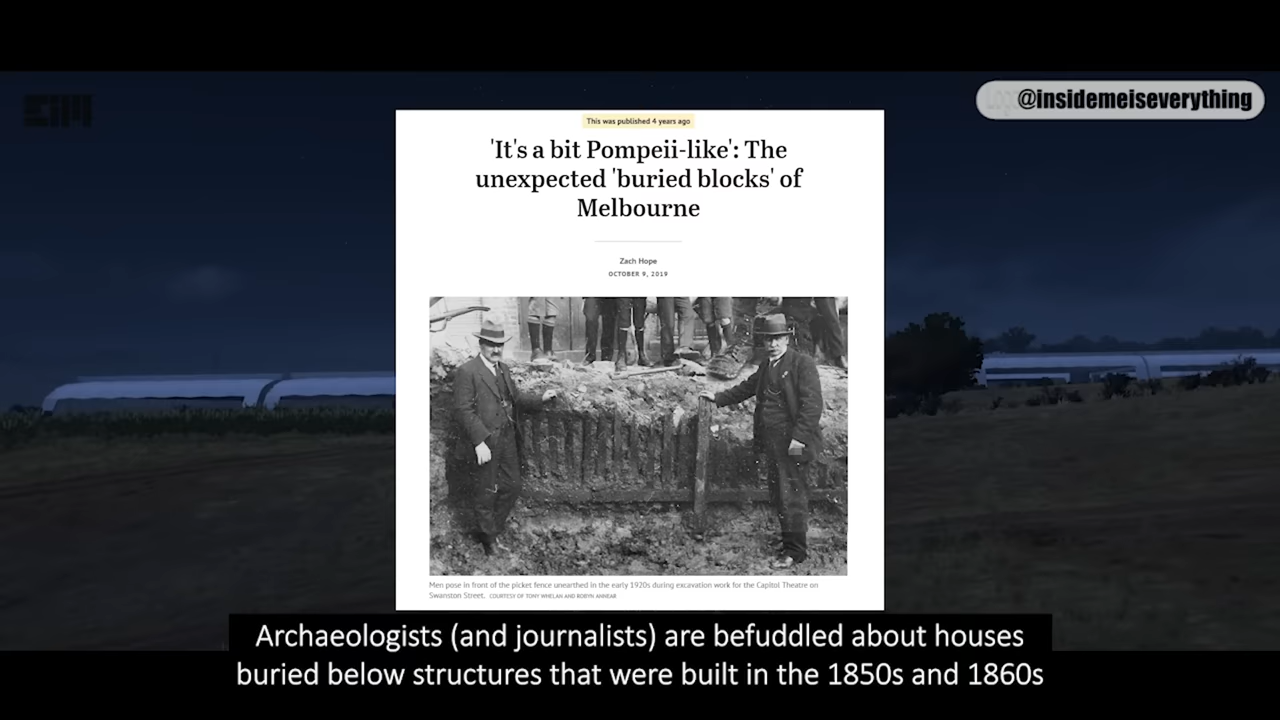 @insidemeiseverything
This was published 4 years ago
'It's a bit Pompeii-like': The
unexpected 'buried blocks' of
Melbourne
Zach Hope
OCTOBER 9, 2019
Men pose in front of the picket fence unearthed in the early 1920s during excavation work for the Capitol Theatre on
Swanston Street. COURTESY OF TONY WHELAN AND ROBYN ANNEAR
Archaeologists (and journalists) are befuddled about houses
buried below structures that were built in the 1850s and 1860s